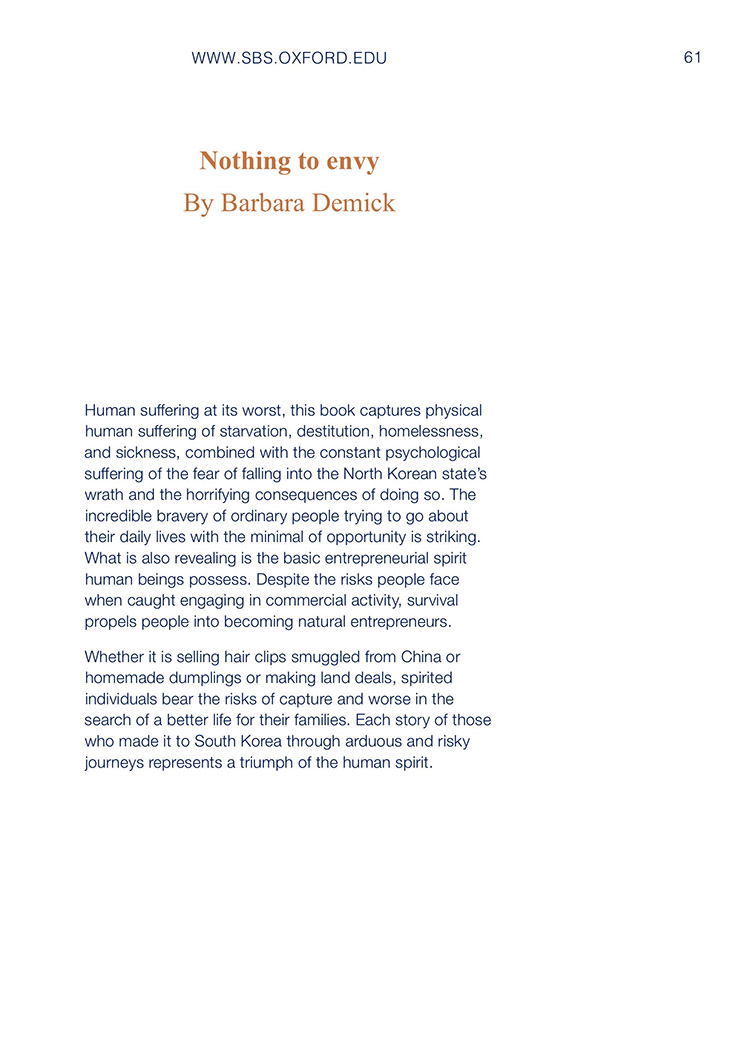 WWW.SBS.OXFORD.EDU 61
Nothing to envy
By Barbara Demick
Human suffering at its worst, this book captures physical
human suffering of starvation, destitution, homelessness,
and sickness, combined with the constant psychological
suffering of the fear of falling into the North Korean state’s
wrath and the horrifying consequences of doing so. The
incredible bravery of ordinary people trying to go about
their daily lives with the minimal of opportunity is striking.
What is also revealing is the basic entrepreneurial spirit
human beings possess. Despite the risks people face
when caught engaging in commercial activity, survival
propels people into becoming natural entrepreneurs.
Whether it is selling hair clips smuggled from China or
homemade dumplings or making land deals, spirited
individuals bear the risks of capture and worse in the
search of a better life for their families. Each story of those
who made it to South Korea through arduous and risky
journeys represents a triumph of the human spirit.